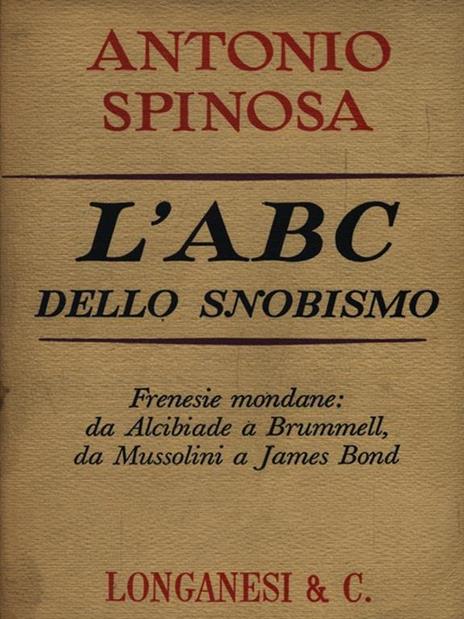 ANTONIO
SPINOSA
L'ABC
DELLO SNOBISMO
Frenesie mondane:
da Alcibiade a Brummell,
da Mussolini a James Bond
LONGANESI & C.